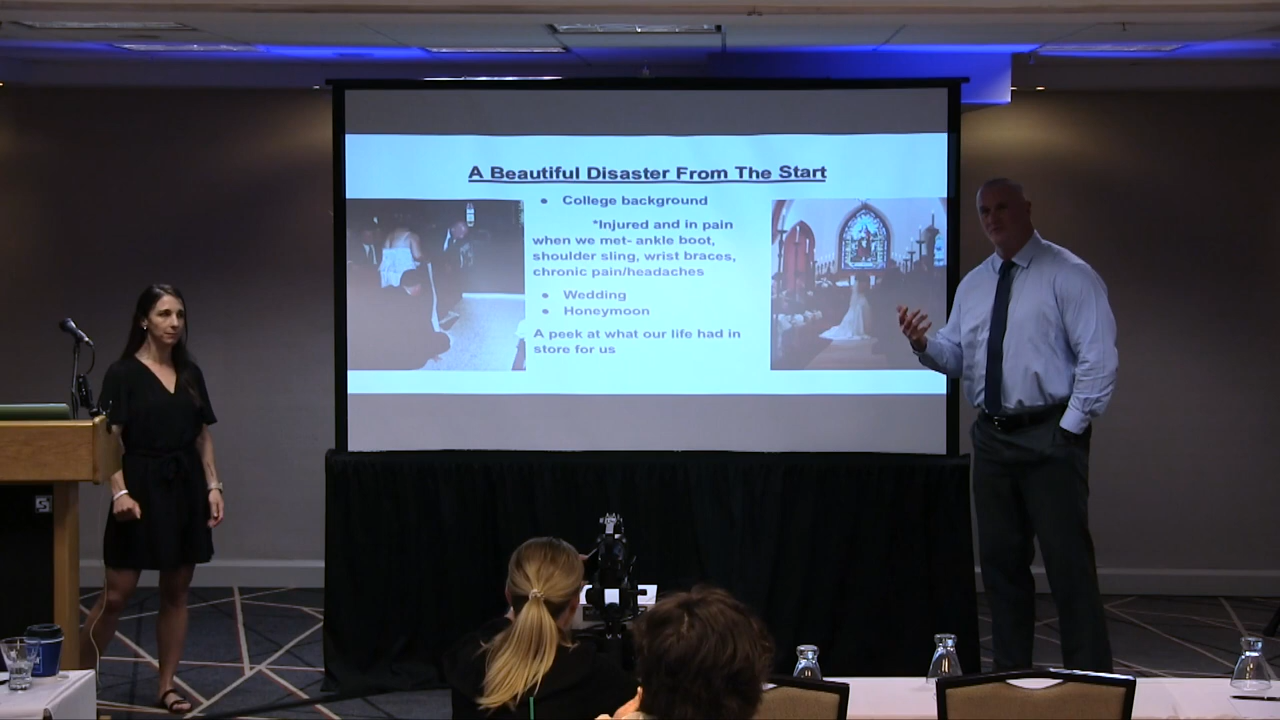 A Beautiful Disaster From The Start
• College background
*Injured and in pain
when we met- ankle boot,
shoulder sling, wrist braces,
chronic pain/headaches
• Wedding
• Honeymoon
A peek at what our life had in
store for us